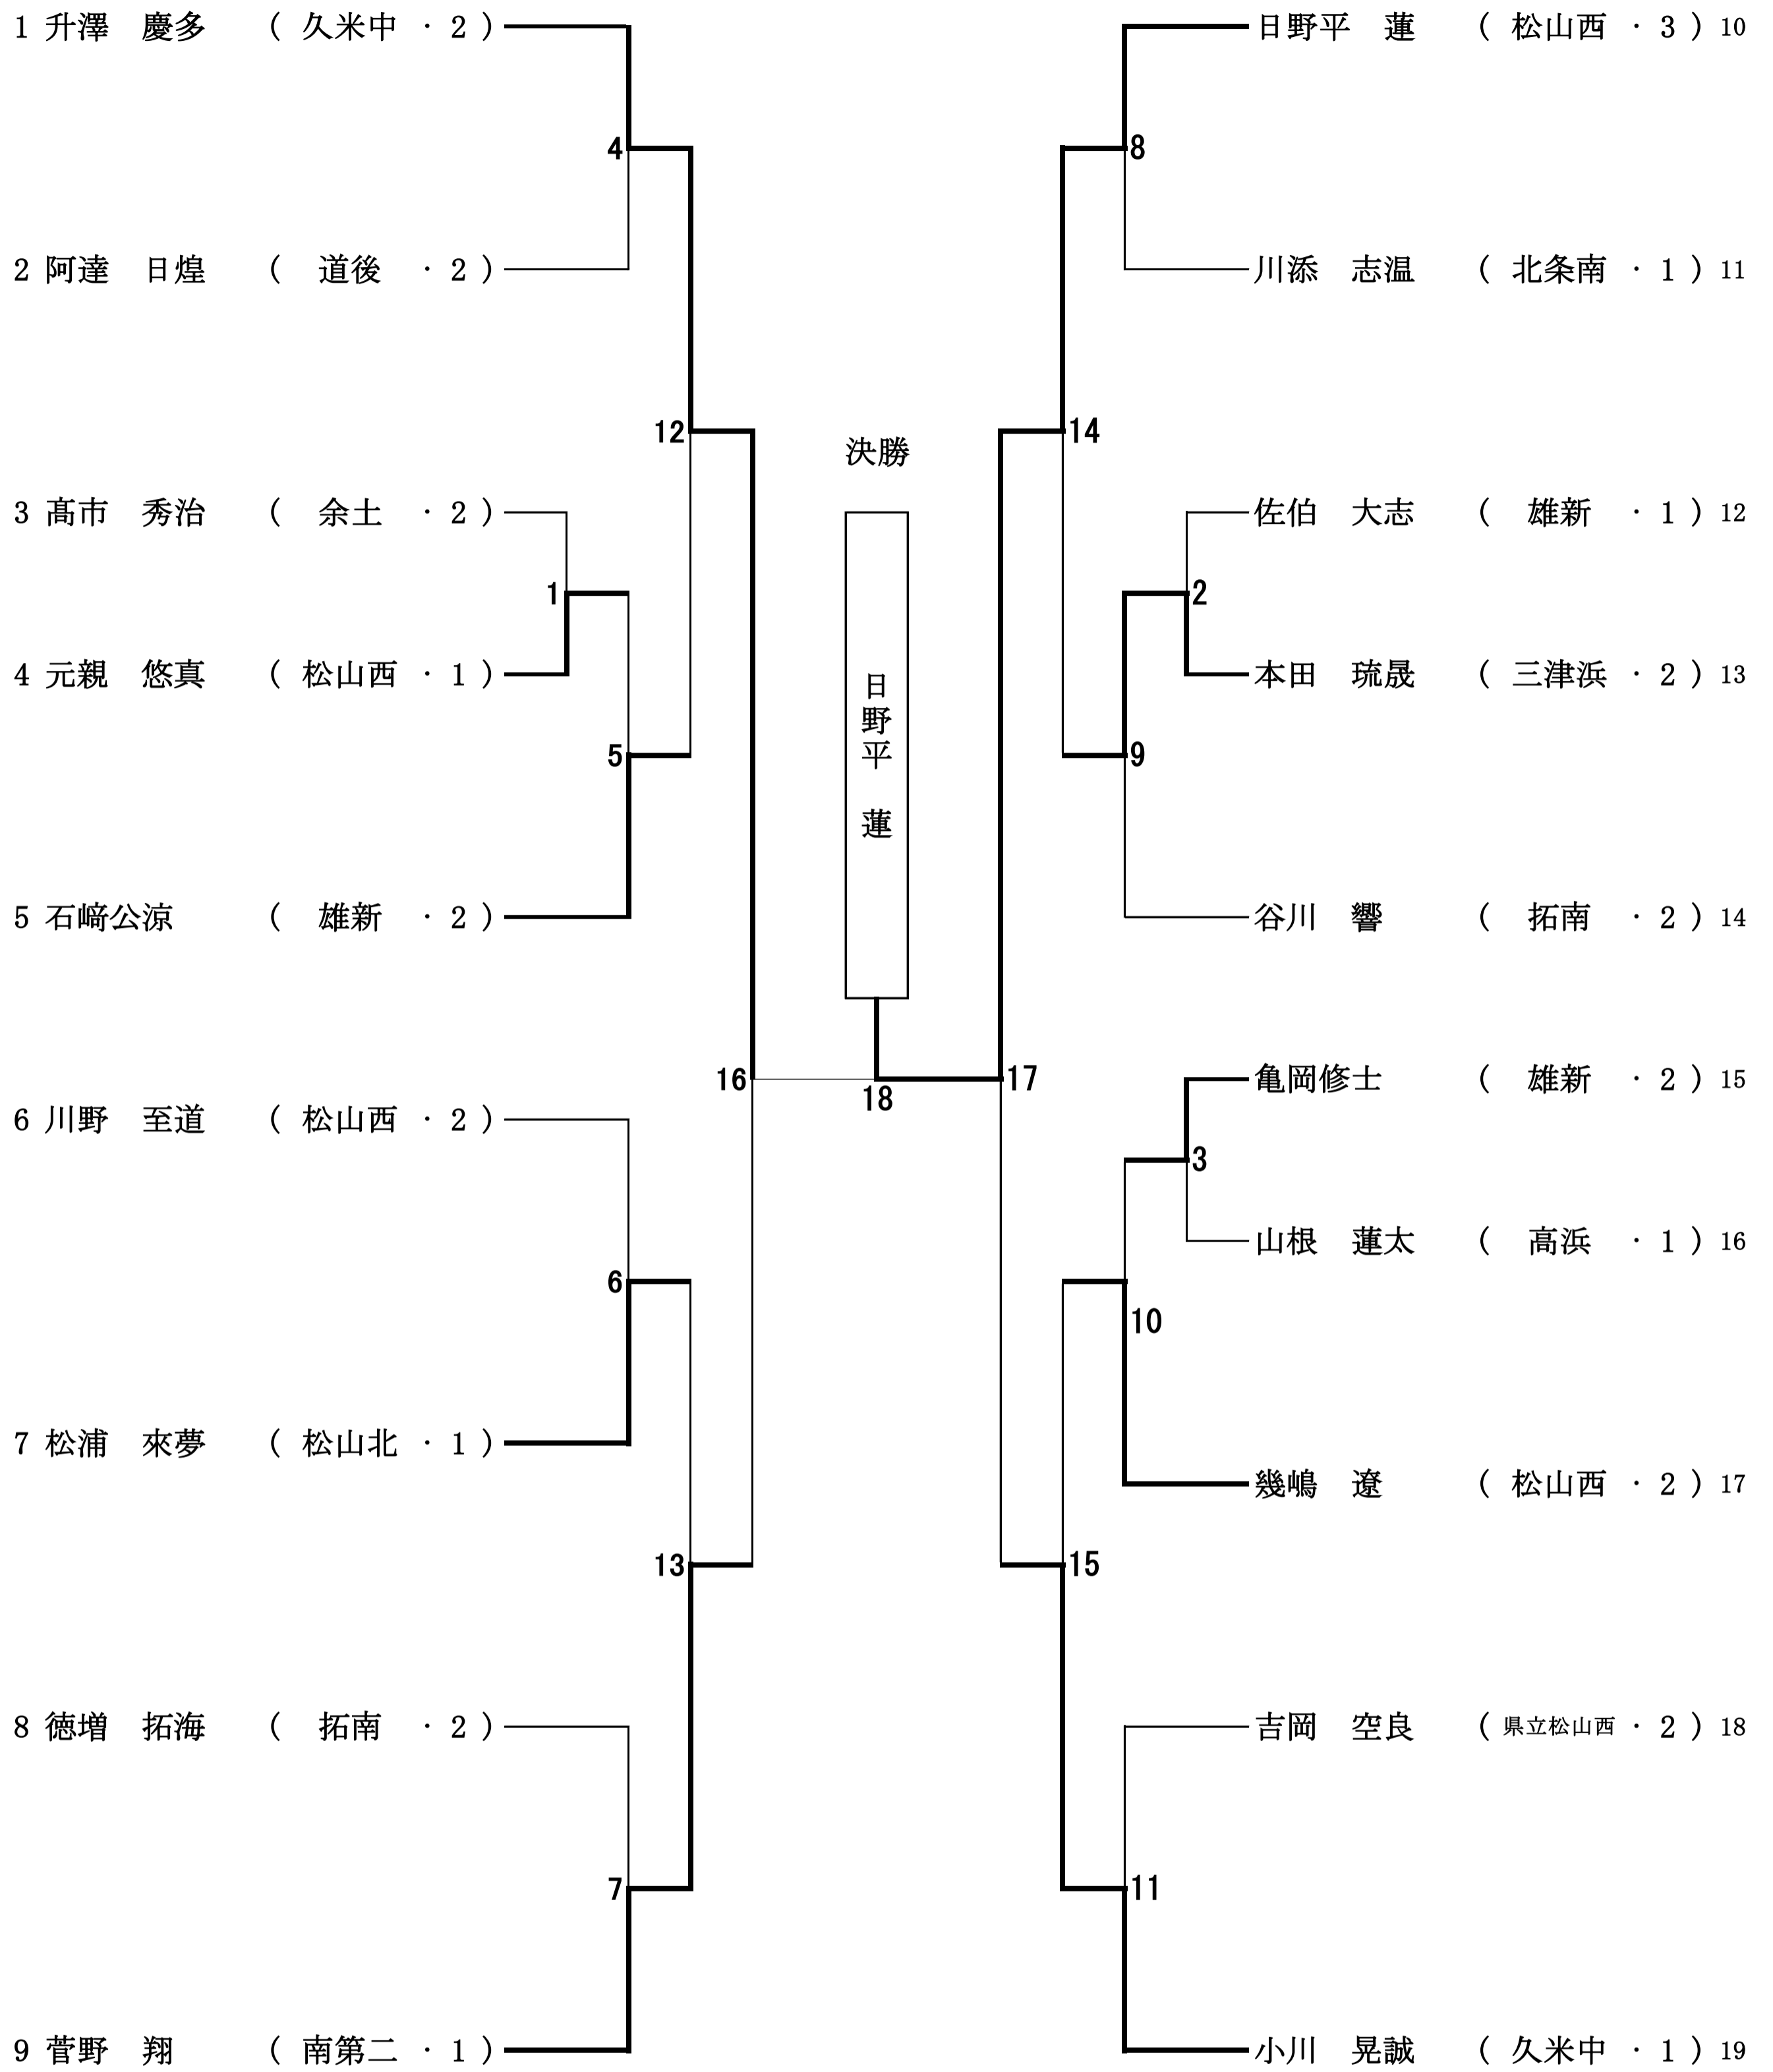 1 升澤 慶多 ( 久米中 ・ 2 )
2 阿達 日煌 ( 道後 ・ 2 )
3 髙市 秀治 ( 余土 ・ 2 )
4 元親 悠真 ( 松山西 ・ 1 )
5 石﨑公涼 ( 雄新 ・ 2 )
6 川野 至道 ( 松山西 ・ 2 )
7 松浦 來夢 ( 松山北 ・ 1 )
8 徳増 拓海 ( 拓南 ・ 2 )
9 菅野 翔 ( 南第二 ・ 1 )
4
12
1
5
16
6
13
7
決勝
日野平 蓮
18
8
14
2
9
17
3
10
15
11
日野平 蓮 ( 松山西 ・ 3 ) 10
川添 志温 ( 北条南 ・ 1 ) 11
佐伯 大志 ( 雄新 ・ 1 ) 12
本田 琉晟 ( 三津浜 ・ 2 ) 13
谷川 響 ( 拓南 ・ 2 ) 14
亀岡修士 ( 雄新 ・ 2 ) 15
山根 蓮太 ( 高浜 ・ 1 ) 16
幾嶋 遼 ( 松山西 ・ 2 ) 17
吉岡 空良 ( 県立松山西 ・ 2 ) 18
小川 晃誠 ( 久米中 ・ 1 ) 19